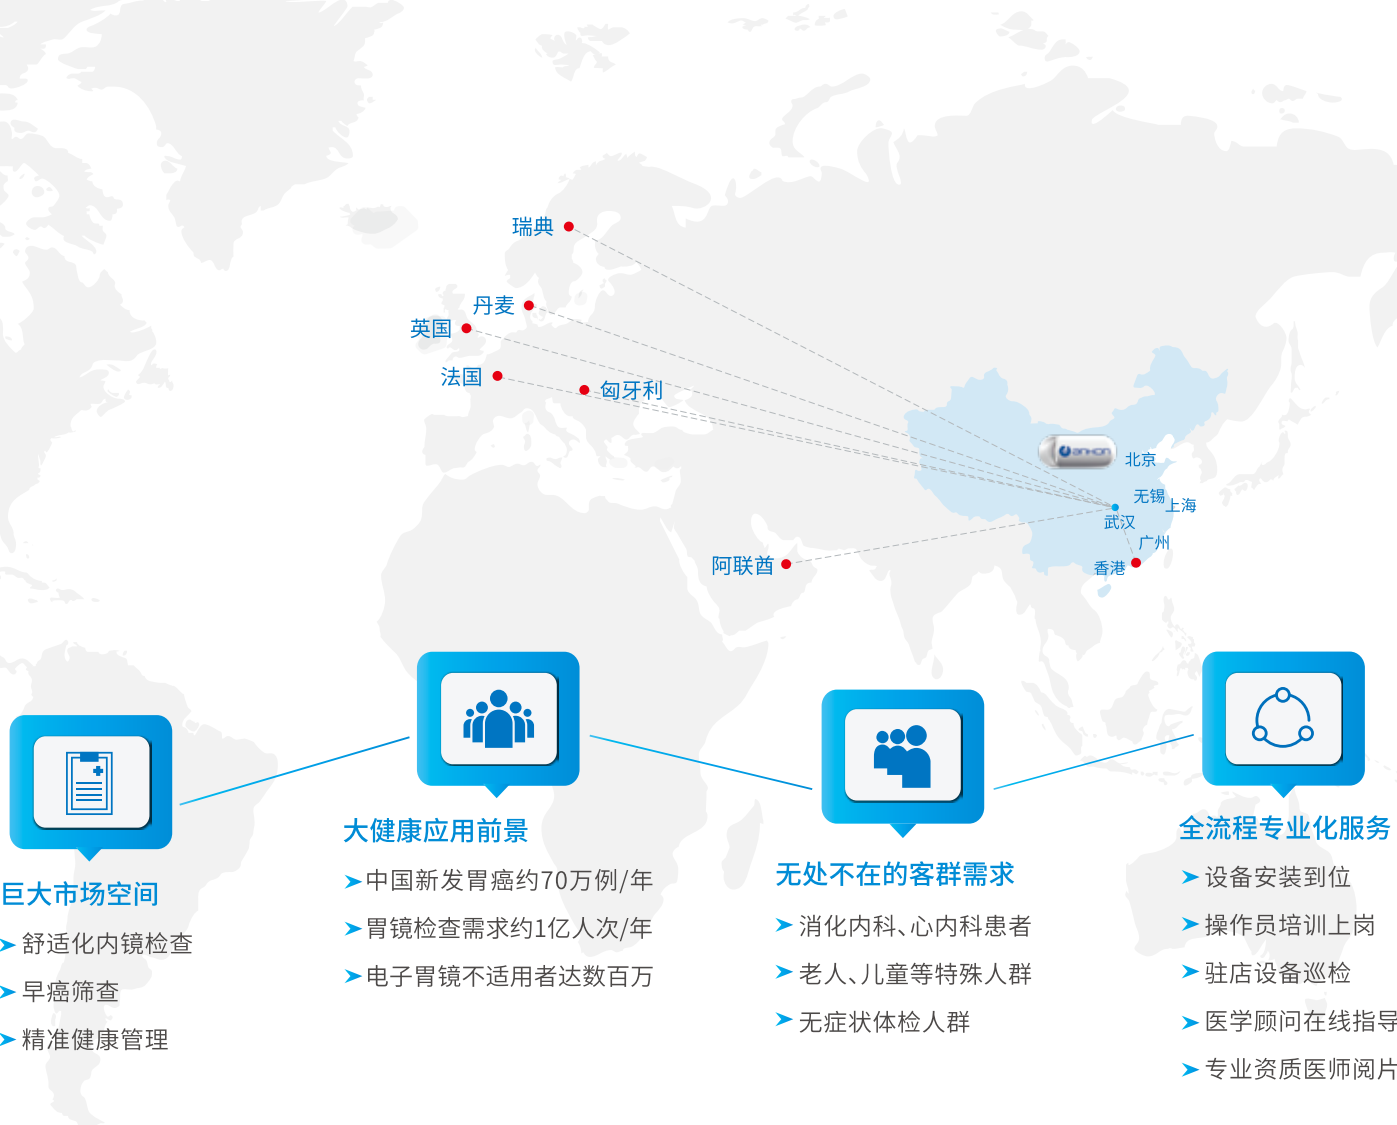 瑞典
丹麦
英国
法国
匈牙利
ankon
北京
无锡
上海
武汉
广州
香港
阿联酋
巨大市场空间
舒适化内镜检查
早癌筛查
精准健康管理
大健康应用前景
中国新发胃癌约70万例/年
胃镜检查需求约1亿人次/年
电子胃镜不适用者达数百万
无处不在的客群需求
消化内科、心内科患者
老人、儿童等特殊人群
无症状体检人群
全流程专业化服务
设备安装到位
操作员培训上岗
驻店设备巡检
医学顾问在线指导
专业资质医师阅片